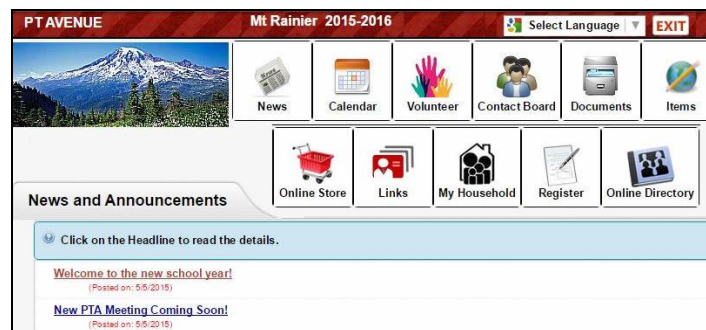 PT AVENUE
Mt Rainier 2015-2016
Select Language
EXIT
News
Calendar
Volunteer
Contact Board
Documents
Items
Online Store
Links
My Household
Register
Online Directory
News and Announcements
Click on the Headline to read the details.
Welcome to the new school year!
(Posted on: 5/5/2015)
New PTA Meeting Coming Soon!
(Posted on: 5/5/2015)